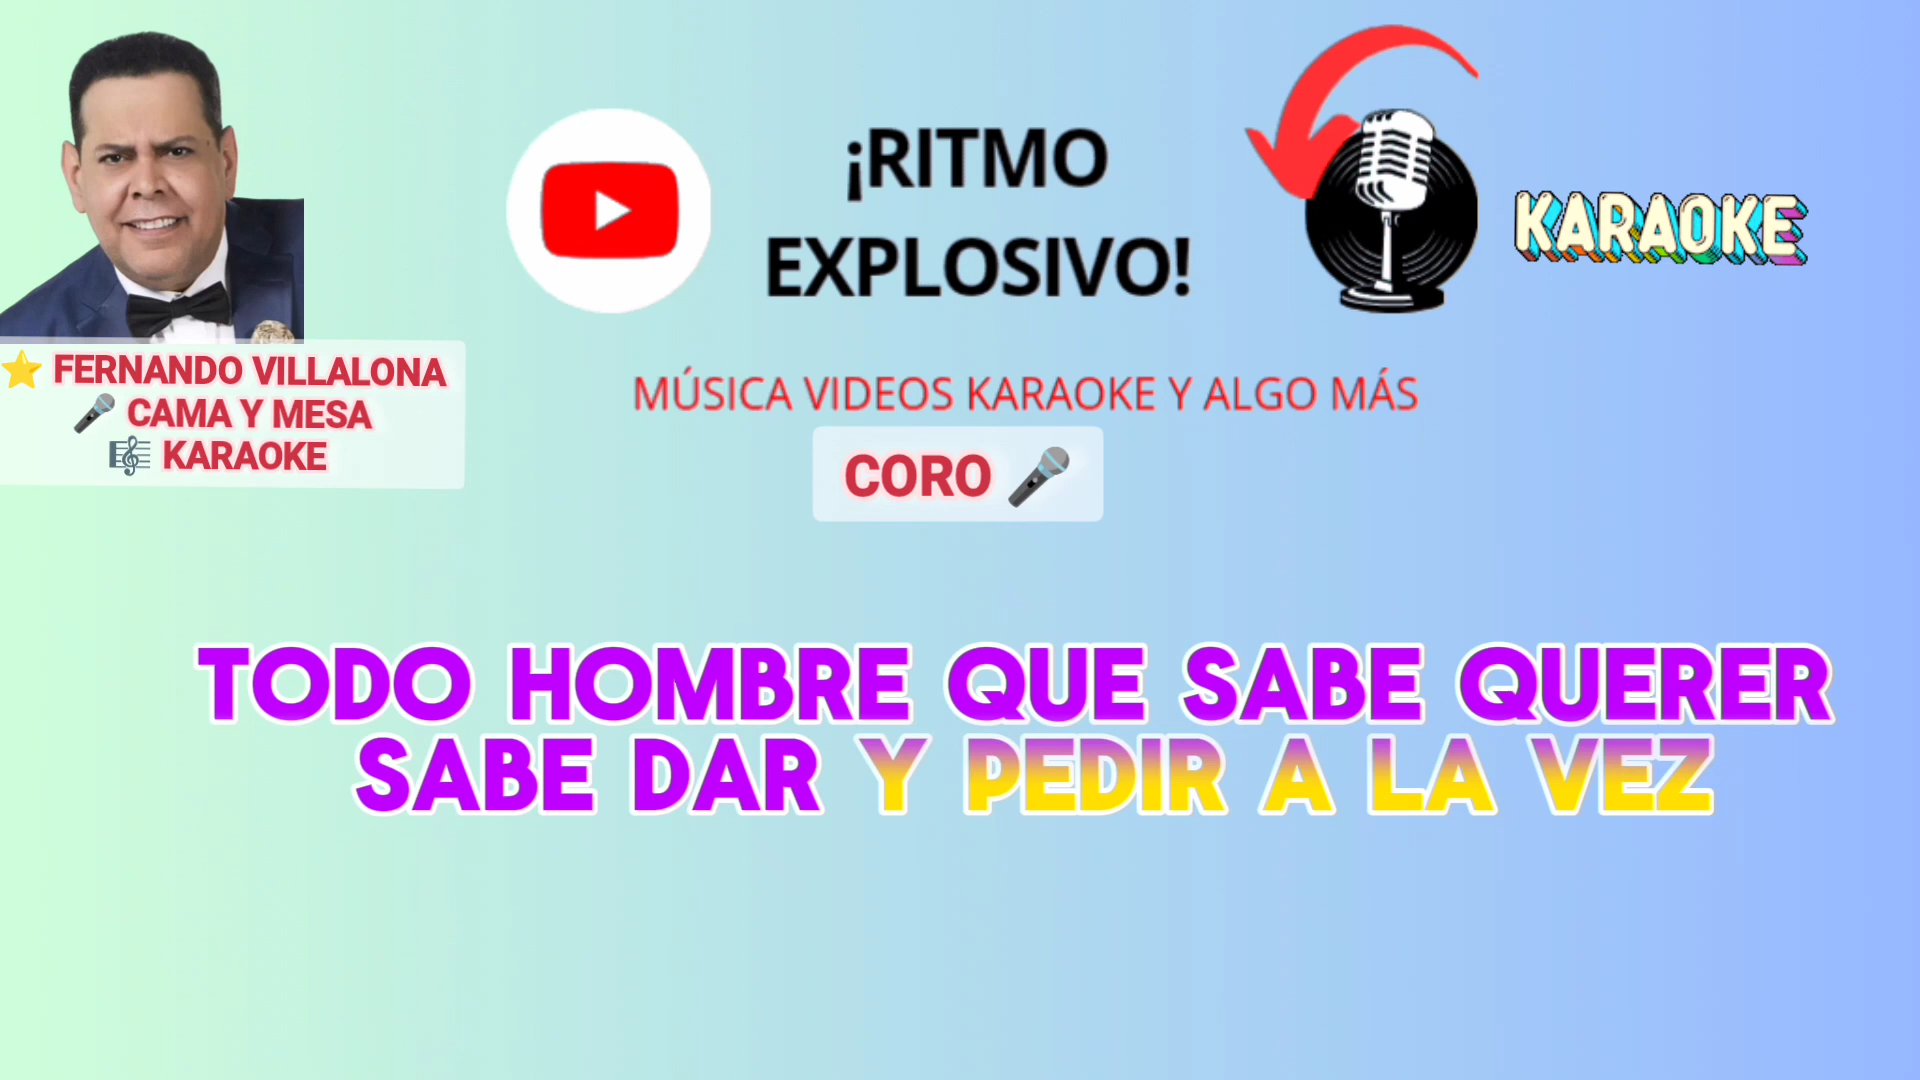 ¡RITMO
EXPLOSIVO!
KARAOKE
MÚSICA VIDEOS KARAOKE Y ALGO MÁS
⭐ FERNANDO VILLALONA
🎤 CAMA Y MESA
🎼 KARAOKE
CORO 🎤
TODO HOMBRE QUE SABE QUERER
SABE DAR Y PEDIR A LA VEZ